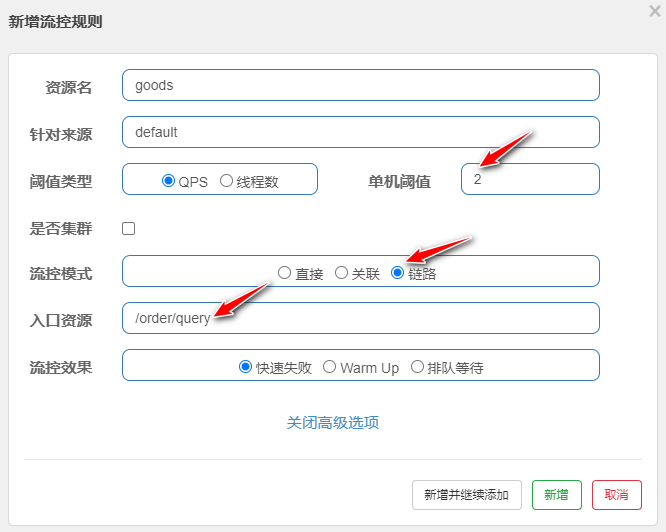 新增流控规则
×
资源名 goods
针对来源 default
阈值类型 QPS 线程数 单机阈值 2
是否集群
流控模式 直接 关联 链路
入口资源 /order/query
流控效果 快速失败 Warm Up 排队等待
关闭高级选项
新增并继续添加 新增 取消